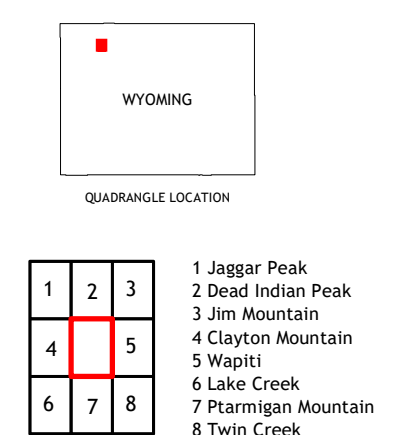 WYOMING
QUADRANGLE LOCATION
1 2 3
4 5
6 7 8
1 Jaggar Peak
2 Dead Indian Peak
3 Jim Mountain
4 Clayton Mountain
5 Wapiti
6 Lake Creek
7 Ptarmigan Mountain
8 Twin Creek